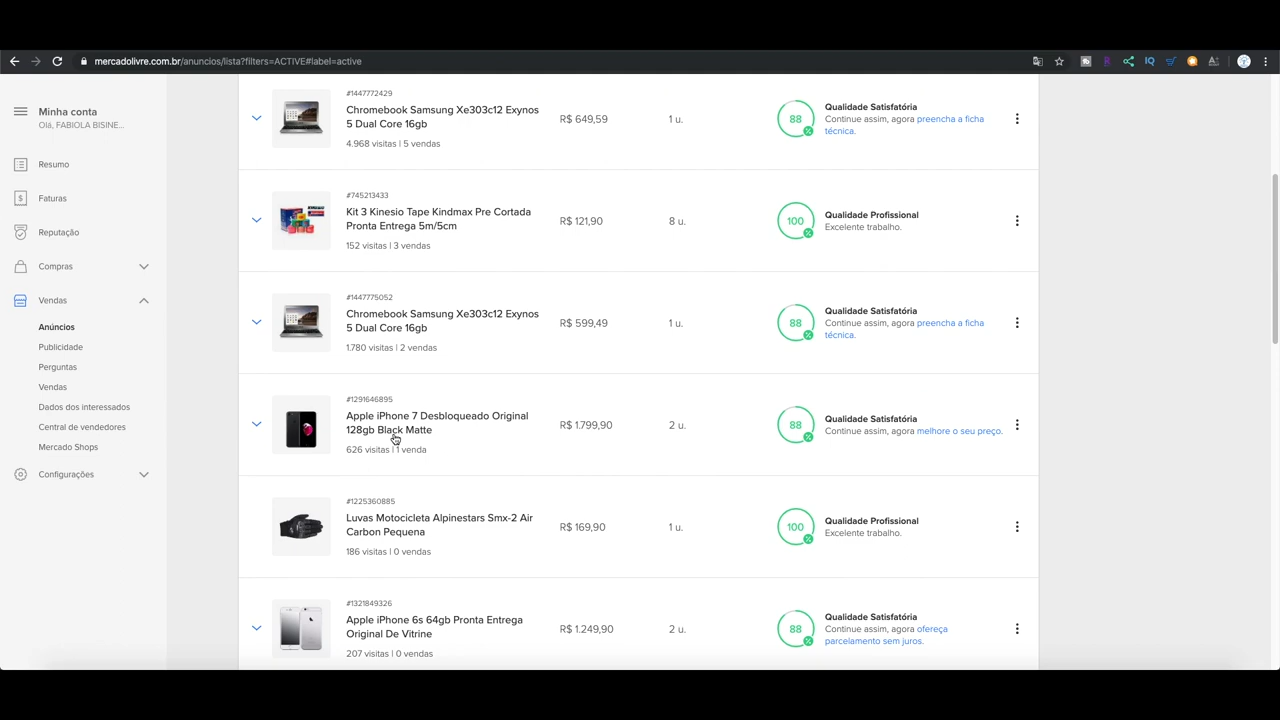 mercadolivre.com.br/anuncios/lista?filters=ACTIVE#label=active
Minha conta
Olá, FABIOLA BISINE...
Resumo
Faturas
Reputação
Compras
Vendas
Anúncios
Publicidade
Perguntas
Vendas
Dados dos interessados
Central de vendedores
Mercado Shops
Configurações
#1447772429
Chromebook Samsung Xe303c12 Exynos
5 Dual Core 16gb
4.968 visitas | 5 vendas
R$ 649,59
1 u.
88
Qualidade Satisfatória
Continue assim, agora preencha a ficha
técnica.
#745213433
Kit 3 Kinesio Tape Kindmax Pre Cortada
Pronta Entrega 5m/5cm
152 visitas | 3 vendas
R$ 121,90
8 u.
100
Qualidade Profissional
Excelente trabalho.
#1447775052
Chromebook Samsung Xe303c12 Exynos
5 Dual Core 16gb
1.780 visitas | 2 vendas
R$ 599,49
1 u.
88
Qualidade Satisfatória
Continue assim, agora preencha a ficha
técnica.
#1291646895
Apple iPhone 7 Desbloqueado Original
128gb Black Matte
626 visitas | 1 venda
R$ 1.799,90
2 u.
88
Qualidade Satisfatória
Continue assim, agora melhore o seu preço.
#1225360885
Luvas Motocicleta Alpinestars Smx-2 Air
Carbon Pequena
186 visitas | 0 vendas
R$ 169,90
1 u.
100
Qualidade Profissional
Excelente trabalho.
#1321849326
Apple iPhone 6s 64gb Pronta Entrega
Original De Vitrine
207 visitas | 0 vendas
R$ 1.249,90
2 u.
88
Qualidade Satisfatória
Continue assim, agora ofereça
parcelamento sem juros.